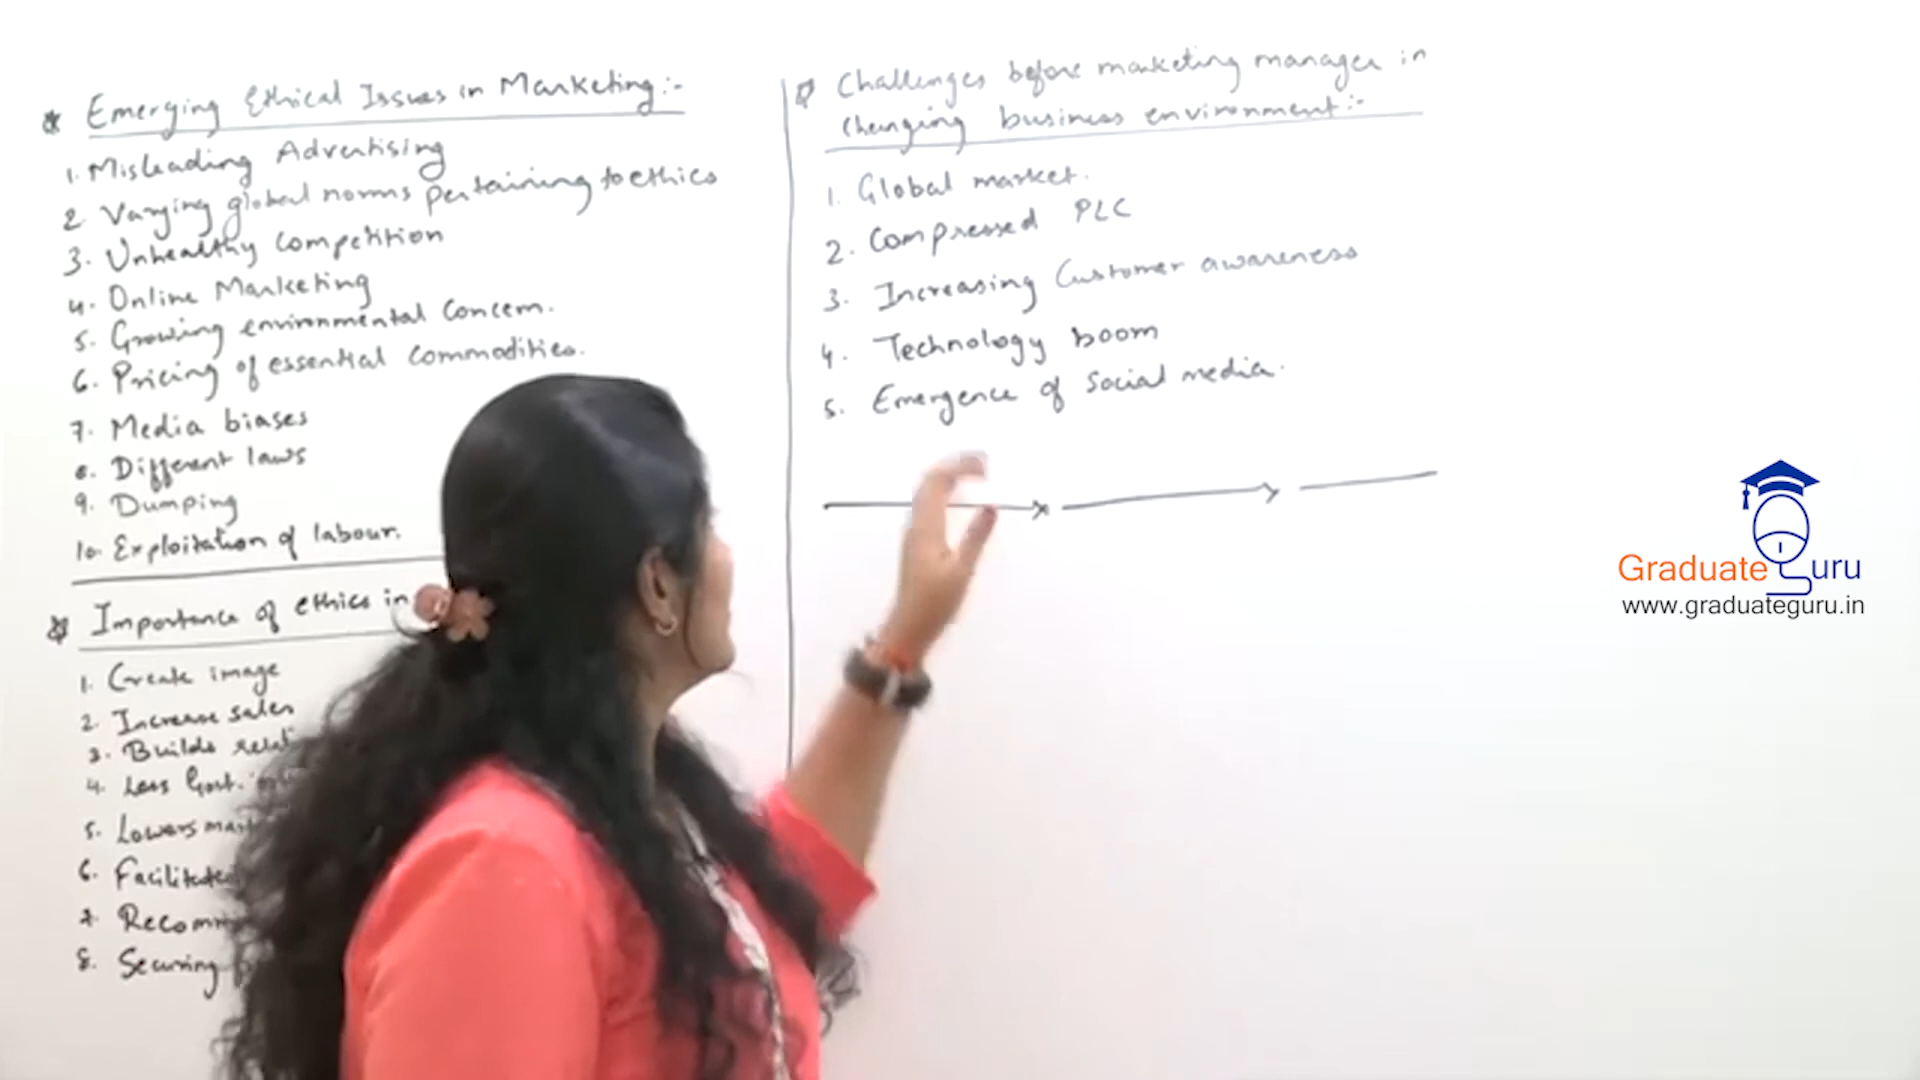 Emerging Ethical Issues in Marketing:-
1. Misleading Advertising
2. Varying global norms pertaining to ethics
3. Unhealthy competition
4. Online Marketing
5. Growing environmental concern.
6. Pricing of essential commodities.
7. Media biases
8. Different laws
9. Dumping
10. Exploitation of labour.
Importance of ethics in
1. Create image
2. Increase sales
3. Builds
4. Less Govt.
5. Lowers
6.
7.
8. Securing
Challenges before marketing manager in
changing business environment:-
1. Global market.
2. Compressed PLC
3. Increasing Customer awareness
4. Technology boom
5. Emergence of Social media.
Graduate Guru
www.graduateguru.in